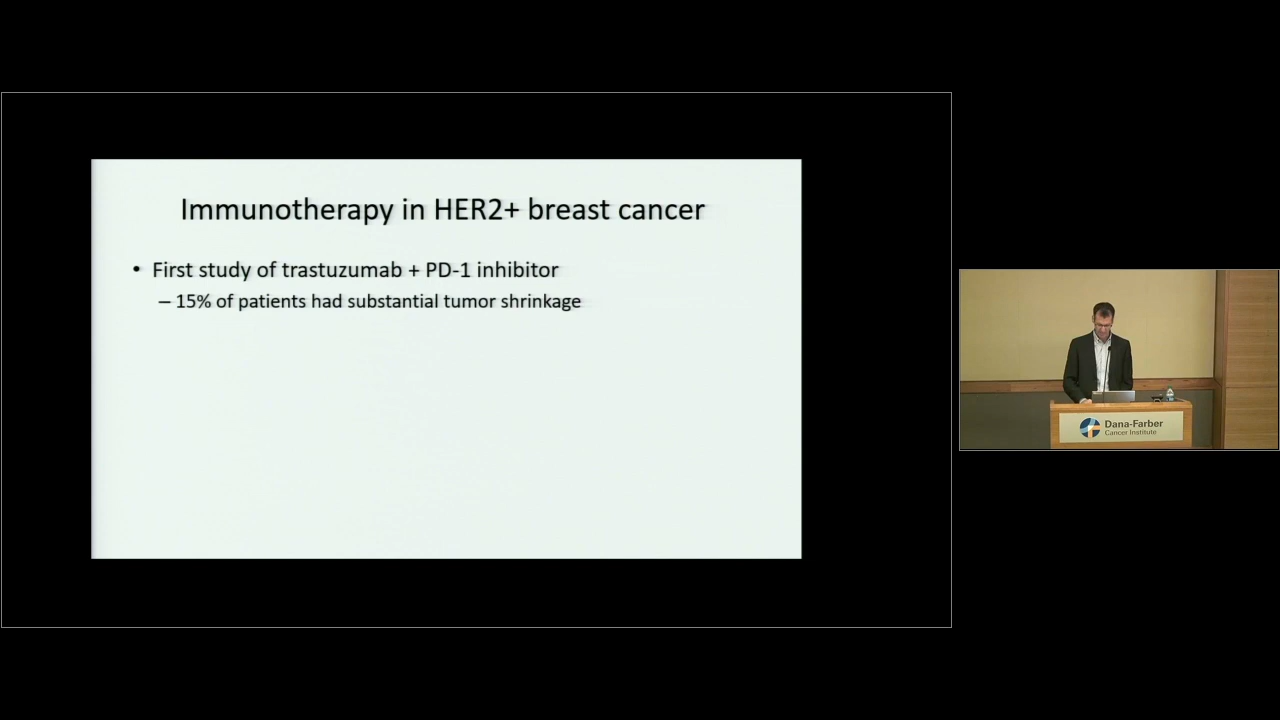 Immunotherapy in HER2+ breast cancer
• First study of trastuzumab + PD-1 inhibitor
– 15% of patients had substantial tumor shrinkage
Dana-Farber
Cancer Institute